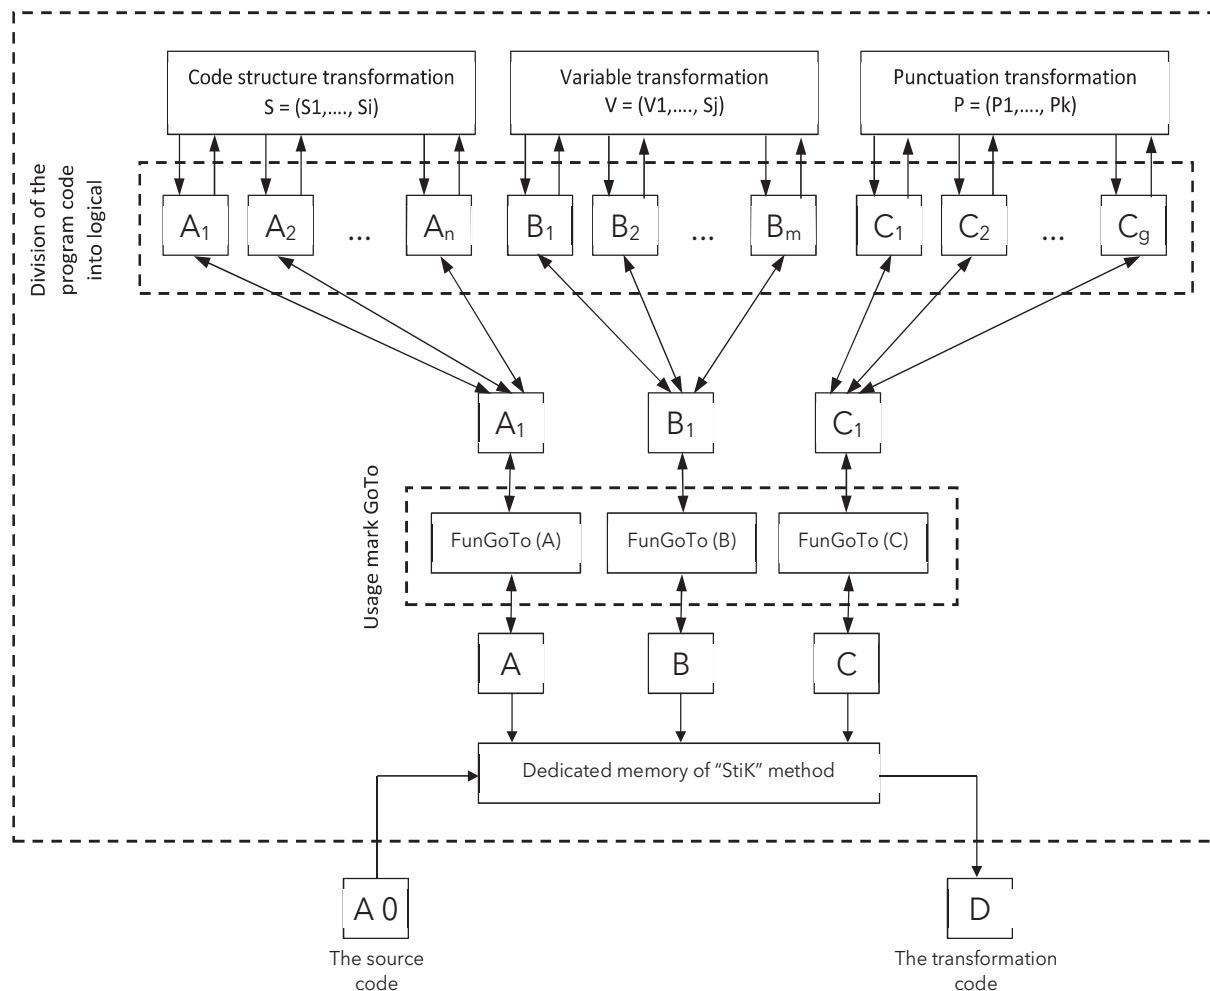 Code structure transformation
S = (S1,...., Si)
Variable transformation
V = (V1,...., Sj)
Punctuation transformation
P = (P1,...., Pk)
Division of the
program code
into logical
A₁ A₂ ... Aₙ B₁ B₂ ... Bₘ C₁ C₂ ... C_g
A₁ B₁ C₁
Usage mark GoTo
FunGoTo (A) FunGoTo (B) FunGoTo (C)
A B C
Dedicated memory of “StiK” method
A 0
D
The source
code
The transformation
code